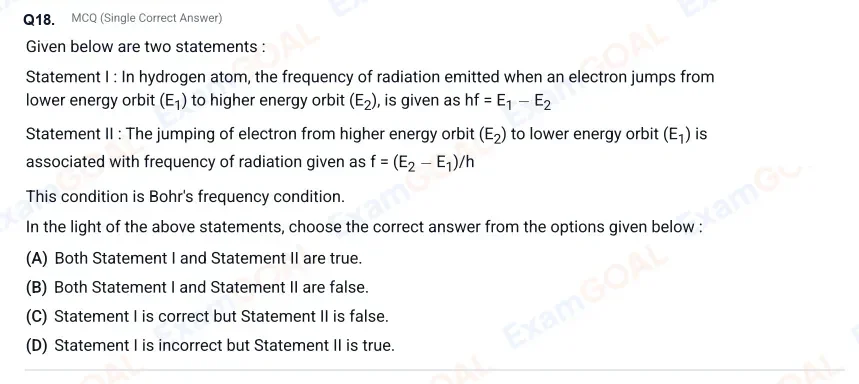 Q18. MCQ (Single Correct Answer)
Given below are two statements :
Statement I : In hydrogen atom, the frequency of radiation emitted when an electron jumps from
lower energy orbit (E₁) to higher energy orbit (E₂), is given as hf = E₁ – E₂
Statement II : The jumping of electron from higher energy orbit (E₂) to lower energy orbit (E₁) is
associated with frequency of radiation given as f = (E₂ – E₁)/h
This condition is Bohr's frequency condition.
In the light of the above statements, choose the correct answer from the options given below :
(A) Both Statement I and Statement II are true.
(B) Both Statement I and Statement II are false.
(C) Statement I is correct but Statement II is false.
(D) Statement I is incorrect but Statement II is true.
ExamGOAL